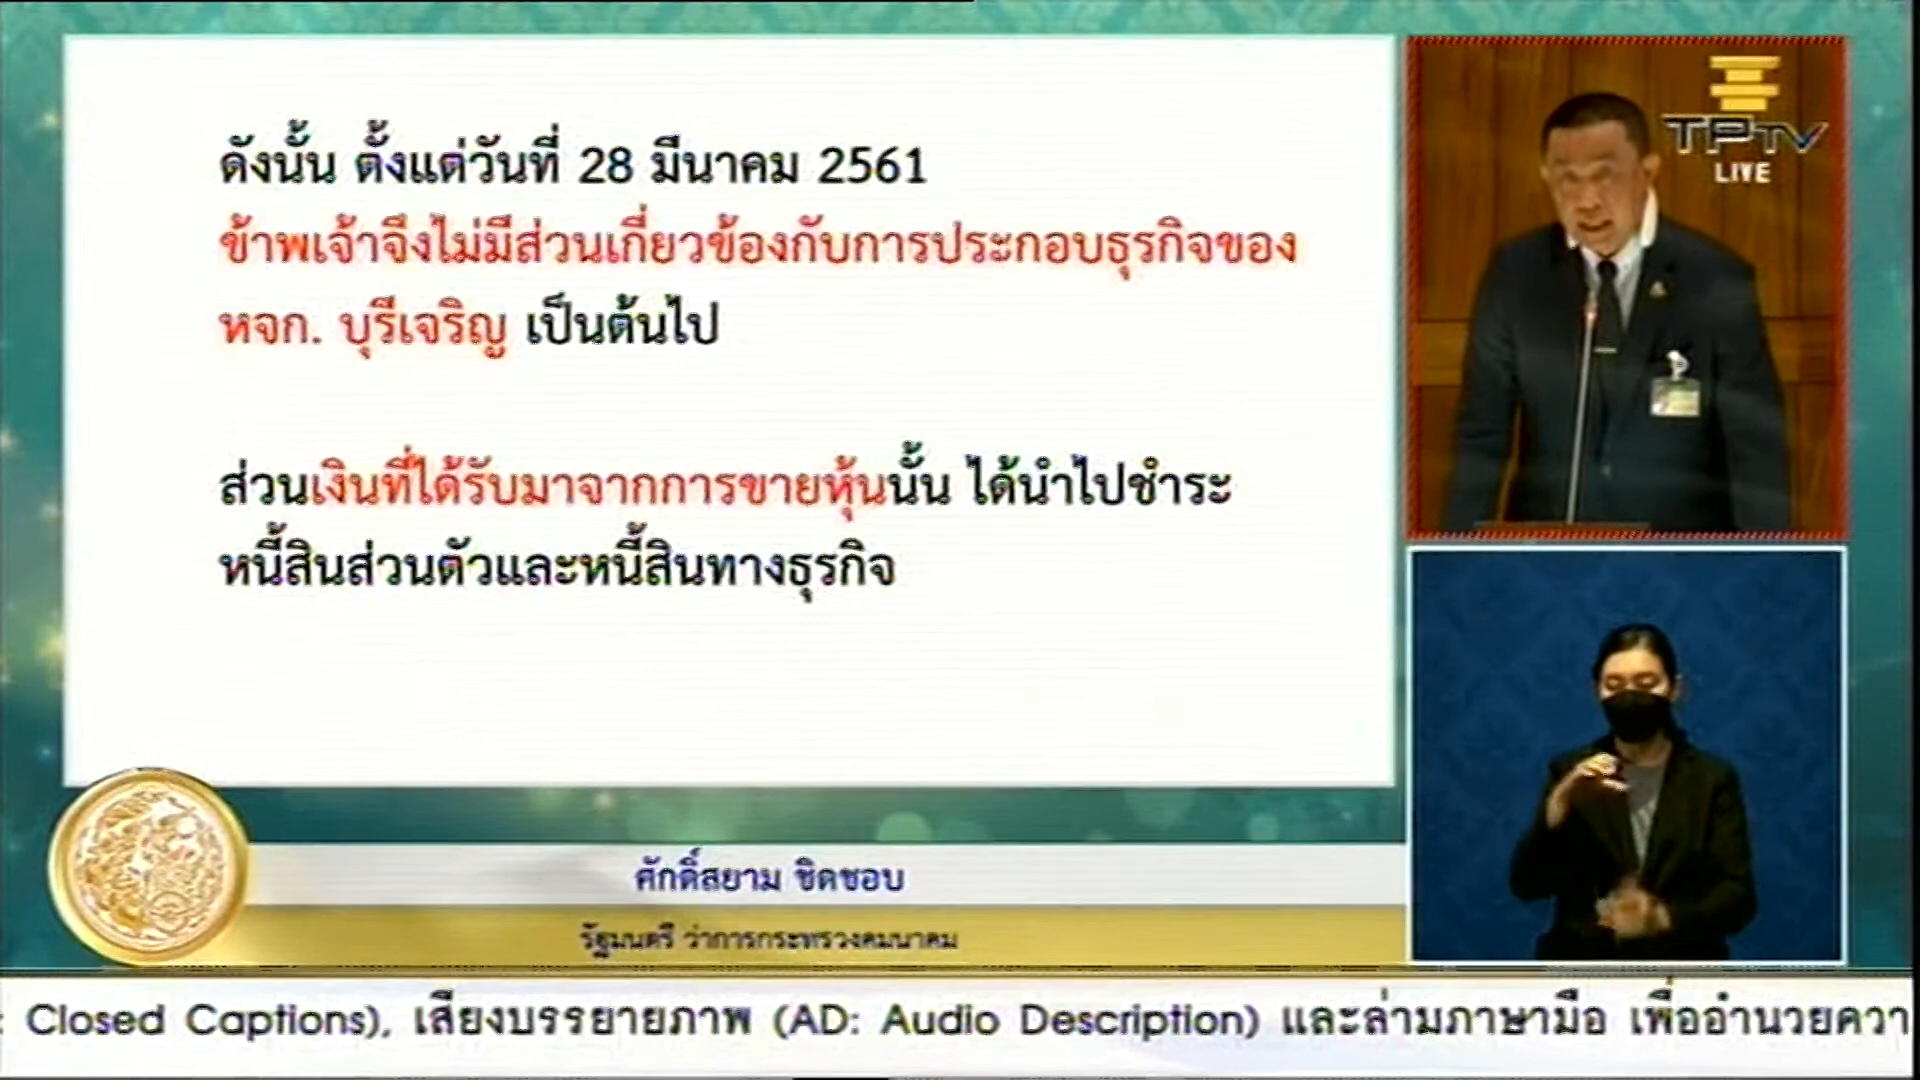 ดังนั้น ตั้งแต่วันที่ 28 มีนาคม 2561
ข้าพเจ้าจึงไม่มีส่วนเกี่ยวข้องกับการประกอบธุรกิจของ
หจก. บุรีเจริญ เป็นต้นไป
ส่วนเงินที่ได้รับมาจากการขายหุ้นนั้น ได้นำไปชำระ
หนี้สินส่วนตัวและหนี้สินทางธุรกิจ
TPTV
LIVE
ศักดิ์สยาม ชิดชอบ
รัฐมนตรี ว่าการกระทรวงคมนาคม
: Closed Captions), เสียงบรรยายภาพ (AD: Audio Description) และล่ามภาษามือ เพื่ออำนวยควา